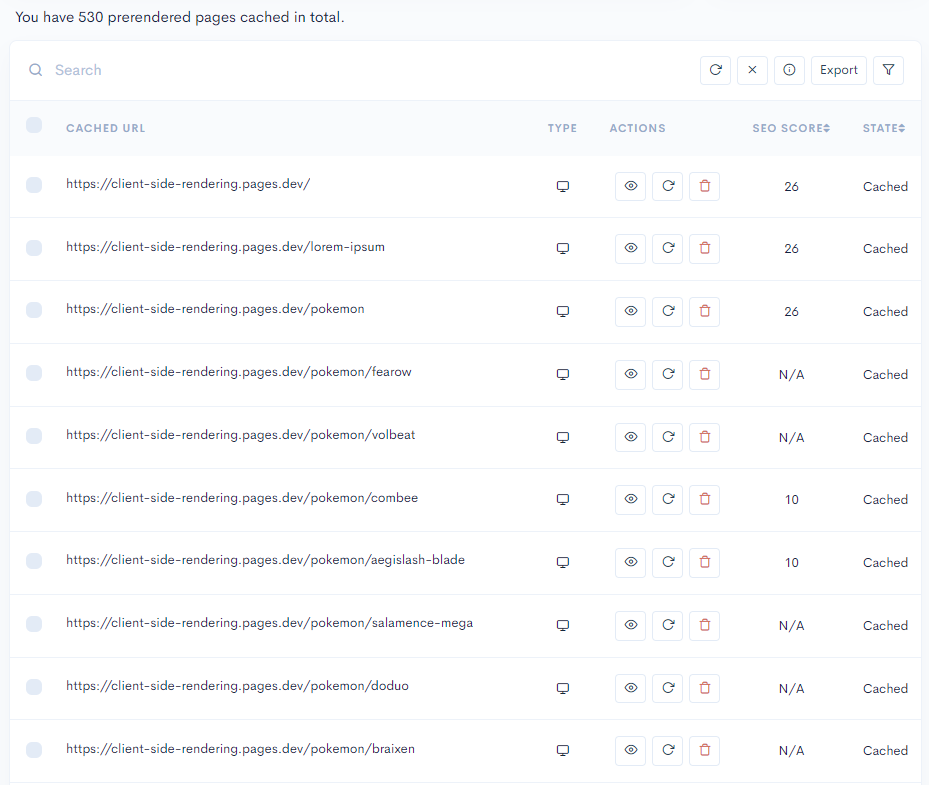 You have 530 prerendered pages cached in total.
Search
Export
CACHED URL TYPE ACTIONS SEO SCORE STATE
https://client-side-rendering.pages.dev/ 26 Cached
https://client-side-rendering.pages.dev/lorem-ipsum 26 Cached
https://client-side-rendering.pages.dev/pokemon 26 Cached
https://client-side-rendering.pages.dev/pokemon/fearow N/A Cached
https://client-side-rendering.pages.dev/pokemon/volbeat N/A Cached
https://client-side-rendering.pages.dev/pokemon/combee 10 Cached
https://client-side-rendering.pages.dev/pokemon/aegislash-blade 10 Cached
https://client-side-rendering.pages.dev/pokemon/salamence-mega N/A Cached
https://client-side-rendering.pages.dev/pokemon/doduo N/A Cached
https://client-side-rendering.pages.dev/pokemon/braixen N/A Cached